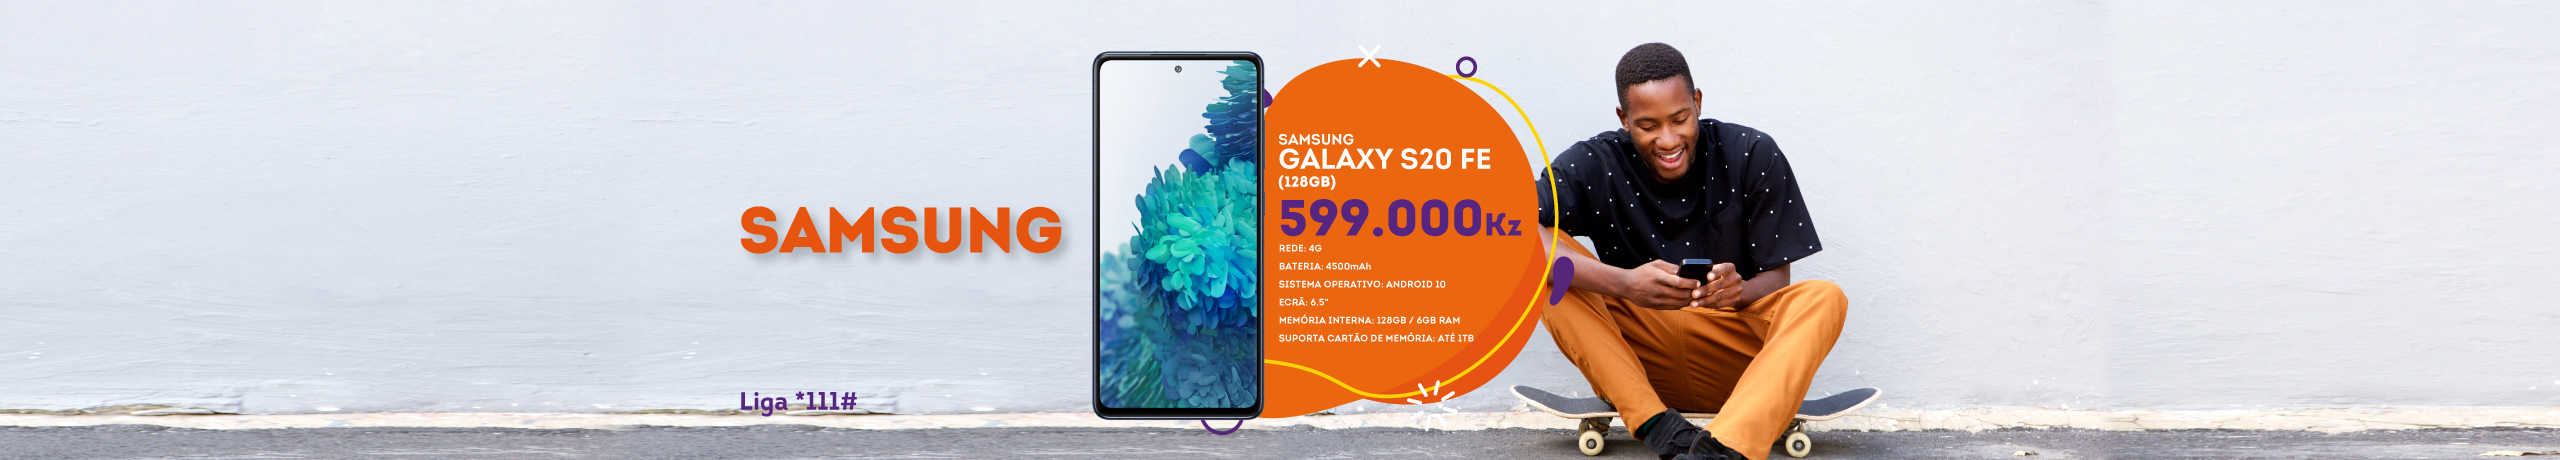 SAMSUNG
Liga *111#
SAMSUNG
GALAXY S20 FE
(128GB)
599.000Kz
REDE: 4G
BATERIA: 4500mAh
SISTEMA OPERATIVO: ANDROID 10
ECRÃ: 6.5"
MEMÓRIA INTERNA: 128GB / 6GB RAM
SUPORTA CARTÃO DE MEMÓRIA: ATÉ 1TB